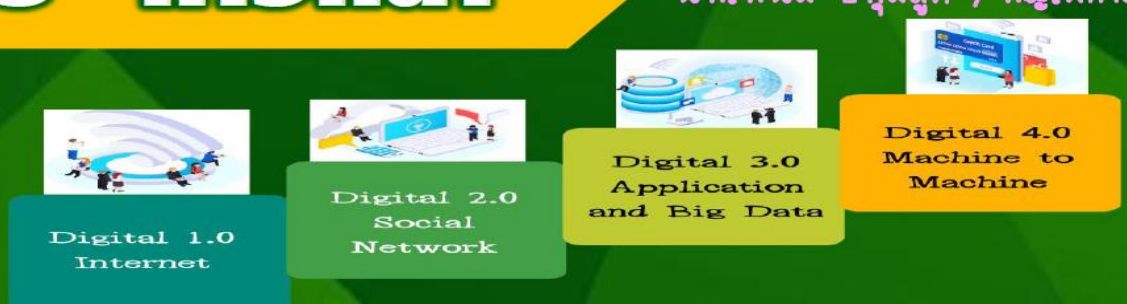 Digital 1.0
Internet
Digital 2.0
Social
Network
Digital 3.0
Application
and Big Data
Digital 4.0
Machine to
Machine